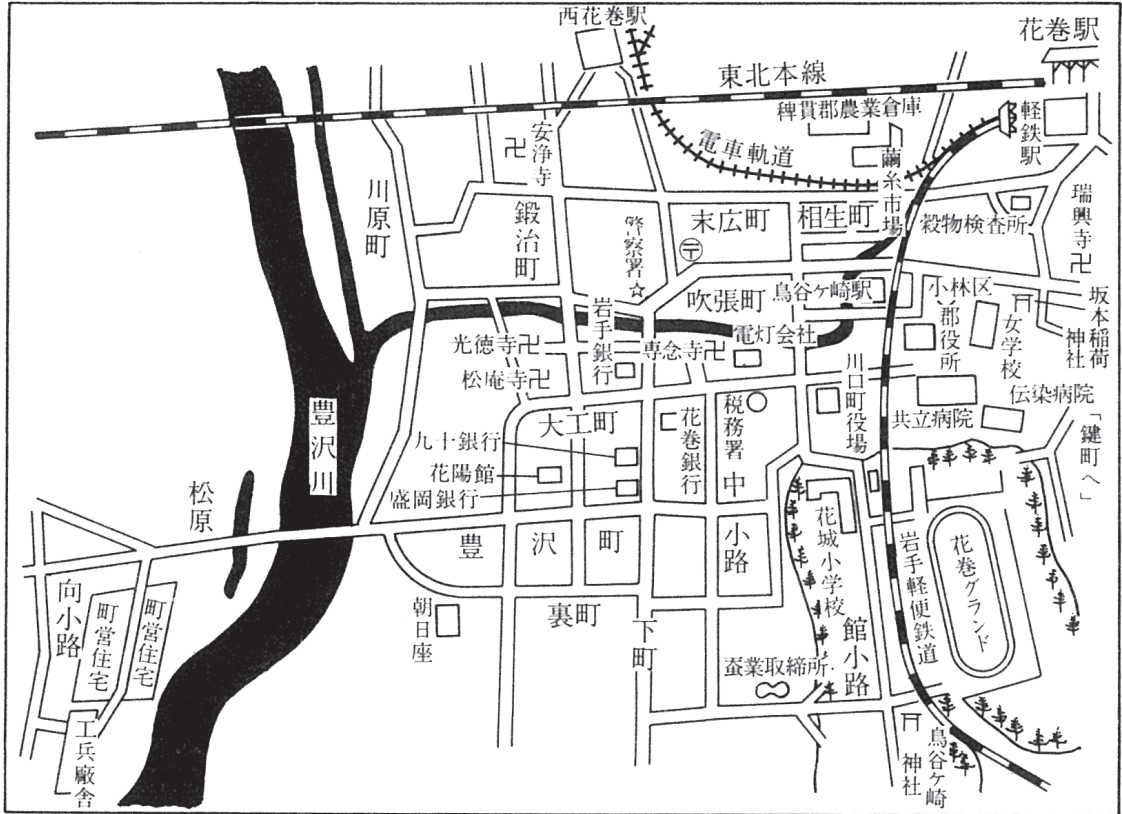 西花巻駅
花巻駅
東北本線
稗貫郡農業倉庫
軽鉄駅
電車軌道
繭糸市場
安浄寺
川原町
鍛治町
警察署
末広町
相生町
穀物検査所
瑞興寺
吹張町
鳥谷ケ崎駅
小林区
坂本稲荷
神社
岩手銀行
電灯会社
郡役所
女学校
光徳寺
専念寺
松庵寺
川口町役場
共立病院
伝染病院
「鍵町へ」
豊沢川
大工町
九十銀行
花陽館
盛岡銀行
花巻銀行
税務署
中
小路
松原
豊沢町
花城小学校
岩手軽便鉄道
花巻グランド
向小路
町営住宅
町営住宅
朝日座
裏町
下町
館小路
蚕業取締所
工兵廠舎
鳥谷ケ崎
神社